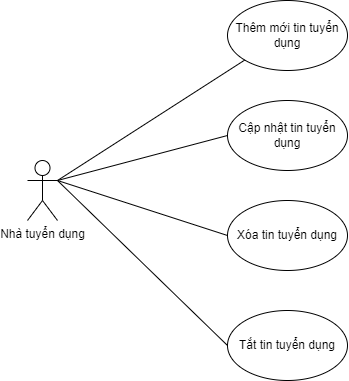 Thêm mới tin tuyển
dụng
Cập nhật tin tuyển
dụng
Nhà tuyển dụng
Xóa tin tuyển dụng
Tắt tin tuyển dụng